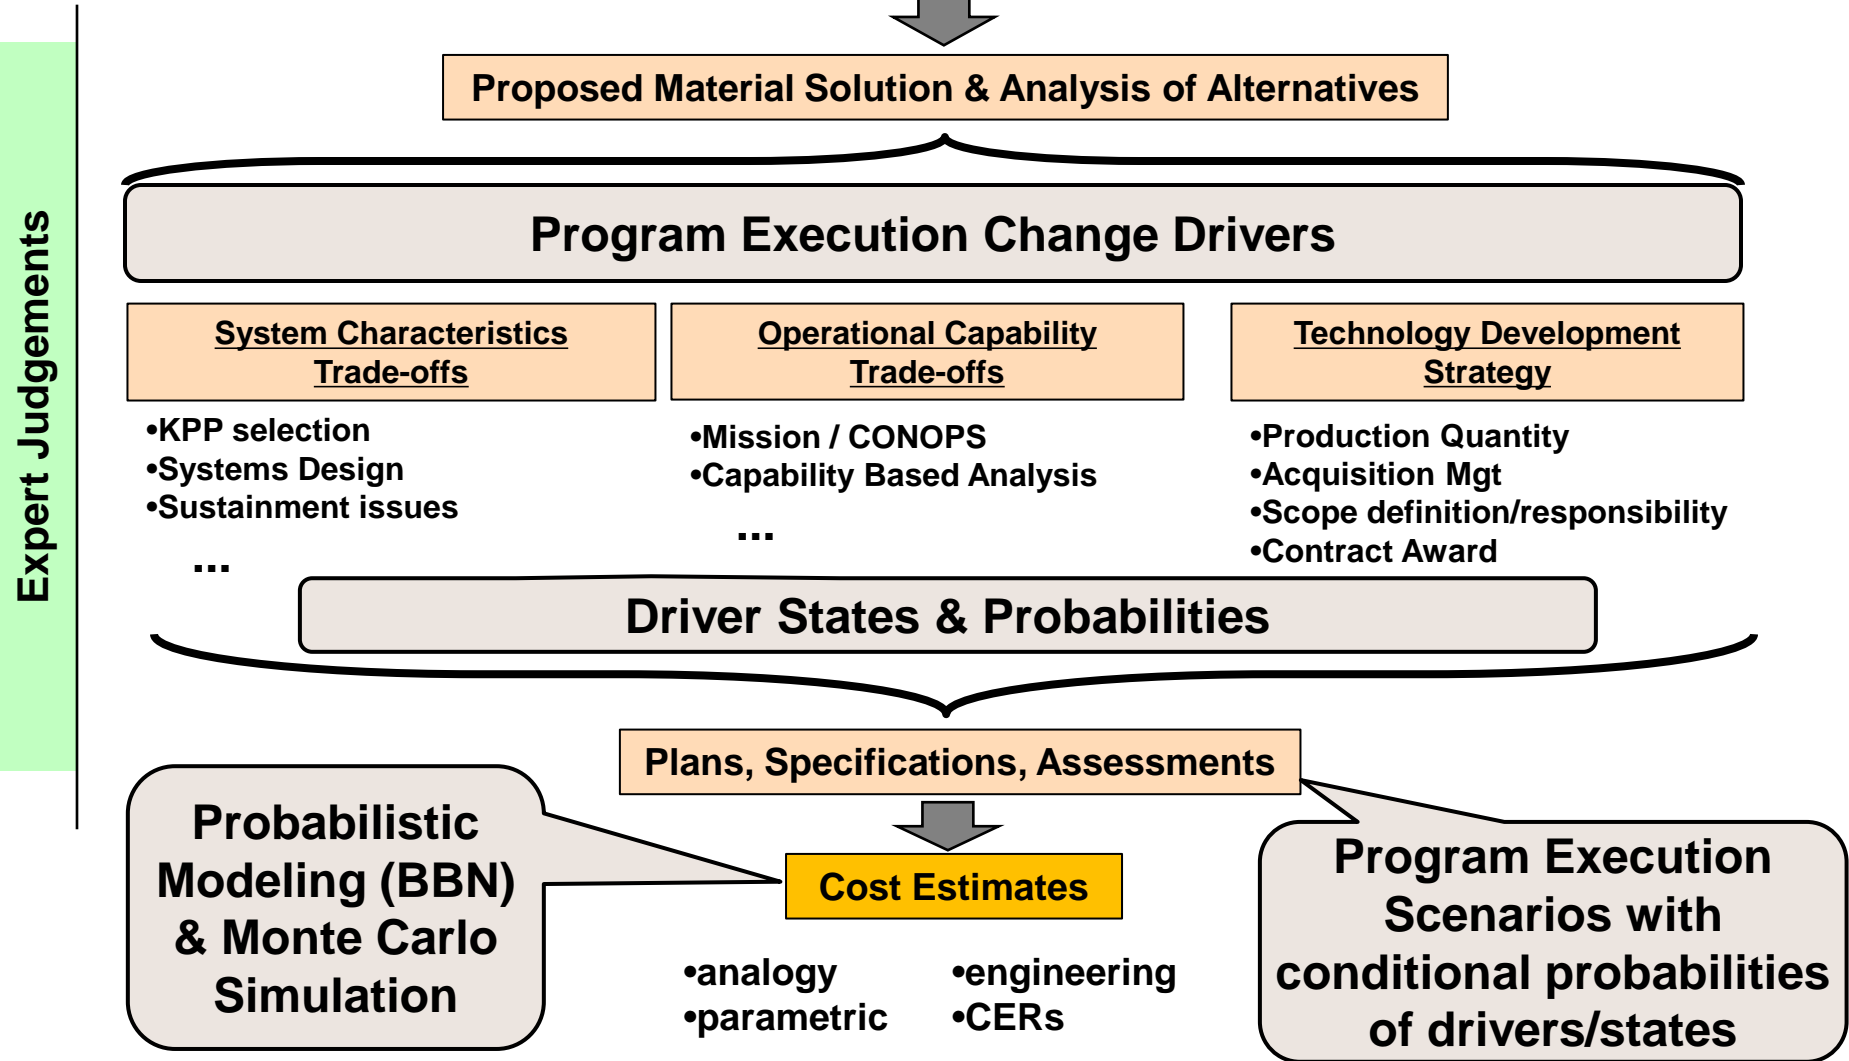 Expert Judgements
Proposed Material Solution & Analysis of Alternatives
Program Execution Change Drivers
System Characteristics
Trade-offs
•KPP selection
•Systems Design
•Sustainment issues
...
Operational Capability
Trade-offs
•Mission / CONOPS
•Capability Based Analysis
...
Technology Development
Strategy
•Production Quantity
•Acquisition Mgt
•Scope definition/responsibility
•Contract Award
Driver States & Probabilities
Plans, Specifications, Assessments
Probabilistic
Modeling (BBN)
& Monte Carlo
Simulation
Cost Estimates
•analogy
•parametric
•engineering
•CERs
Program Execution
Scenarios with
conditional probabilities
of drivers/states